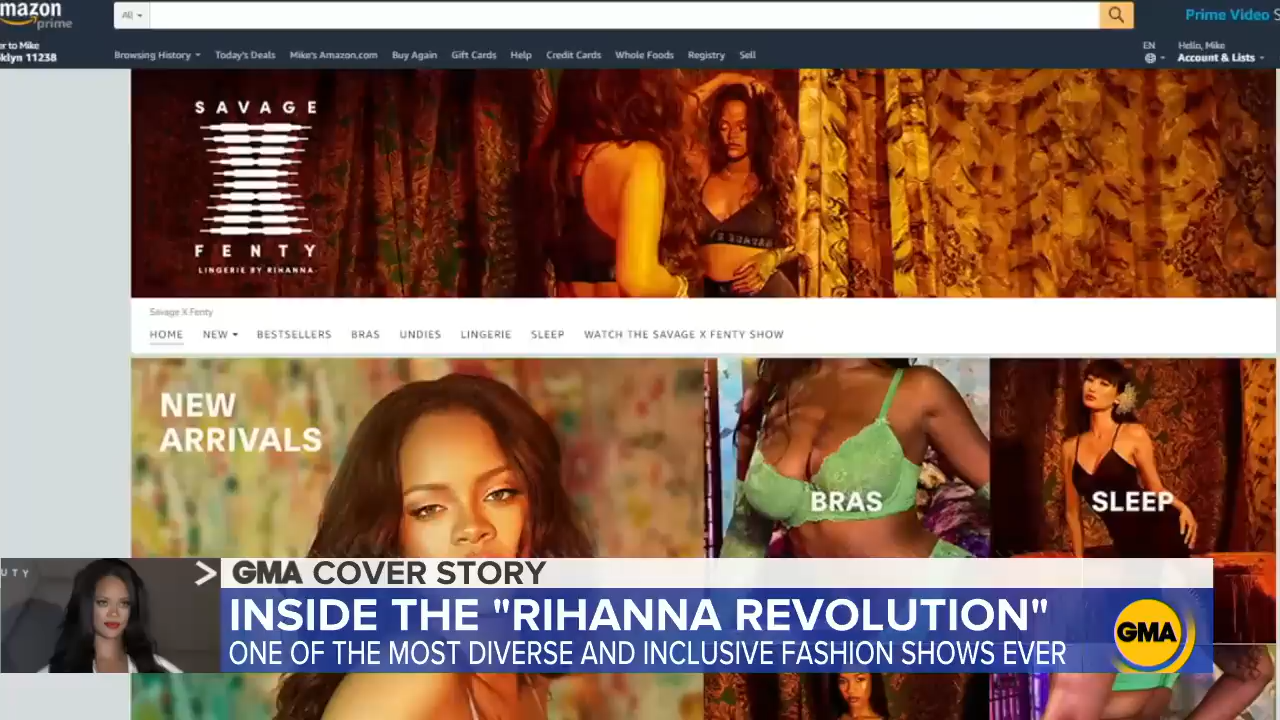 mazon
prime
All
Prime Video S
er to Mike
klyn 11238
Browsing History Today's Deals Mike's Amazon.com Buy Again Gift Cards Help Credit Cards Whole Foods Registry Sell
EN
Hello, Mike
Account & Lists
SAVAGE
X
FENTY
LINGERIE BY RIHANNA
Savage X Fenty
HOME NEW BESTSELLERS BRAS UNDIES LINGERIE SLEEP WATCH THE SAVAGE X FENTY SHOW
NEW
ARRIVALS
BRAS
SLEEP
UTY
GMA COVER STORY
INSIDE THE "RIHANNA REVOLUTION"
ONE OF THE MOST DIVERSE AND INCLUSIVE FASHION SHOWS EVER
GMA